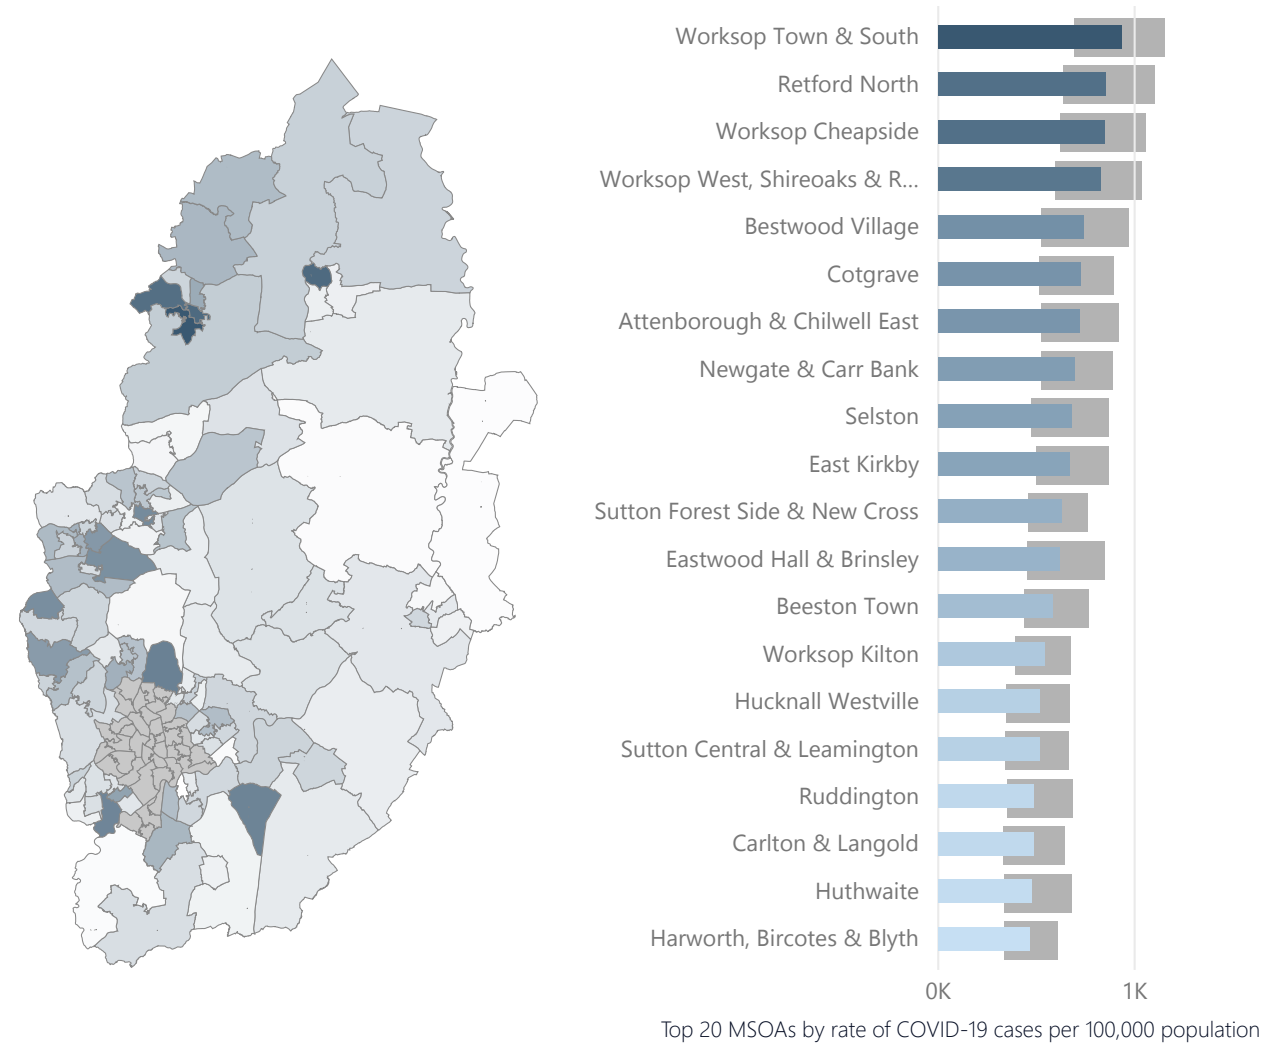 Worksop Town & South
Retford North
Worksop Cheapside
Worksop West, Shireoaks & R...
Bestwood Village
Cotgrave
Attenborough & Chilwell East
Newgate & Carr Bank
Selston
East Kirkby
Sutton Forest Side & New Cross
Eastwood Hall & Brinsley
Beeston Town
Worksop Kilton
Hucknall Westville
Sutton Central & Leamington
Ruddington
Carlton & Langold
Huthwaite
Harworth, Bircotes & Blyth
0K 1K
Top 20 MSOAs by rate of COVID-19 cases per 100,000 population